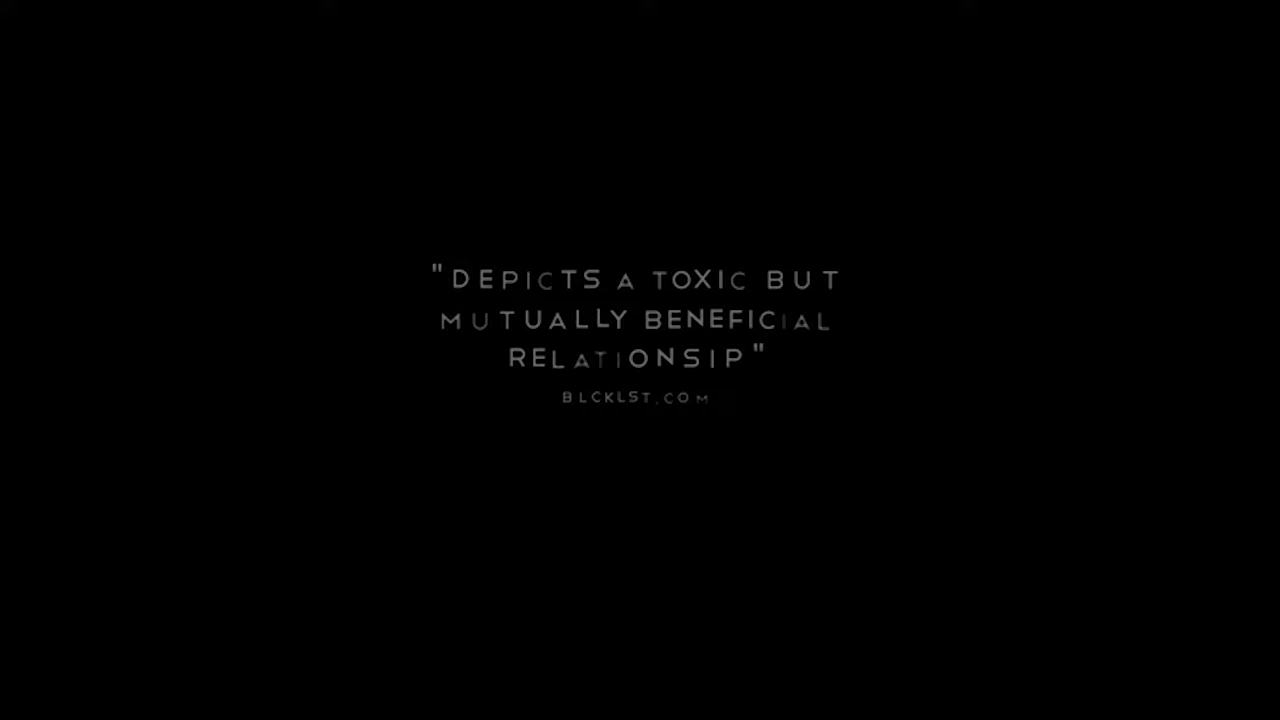 "DEPICTS A TOXIC BUT
MUTUALLY BENEFICIAL
RELATIONSIP"
BLCKLST.COM